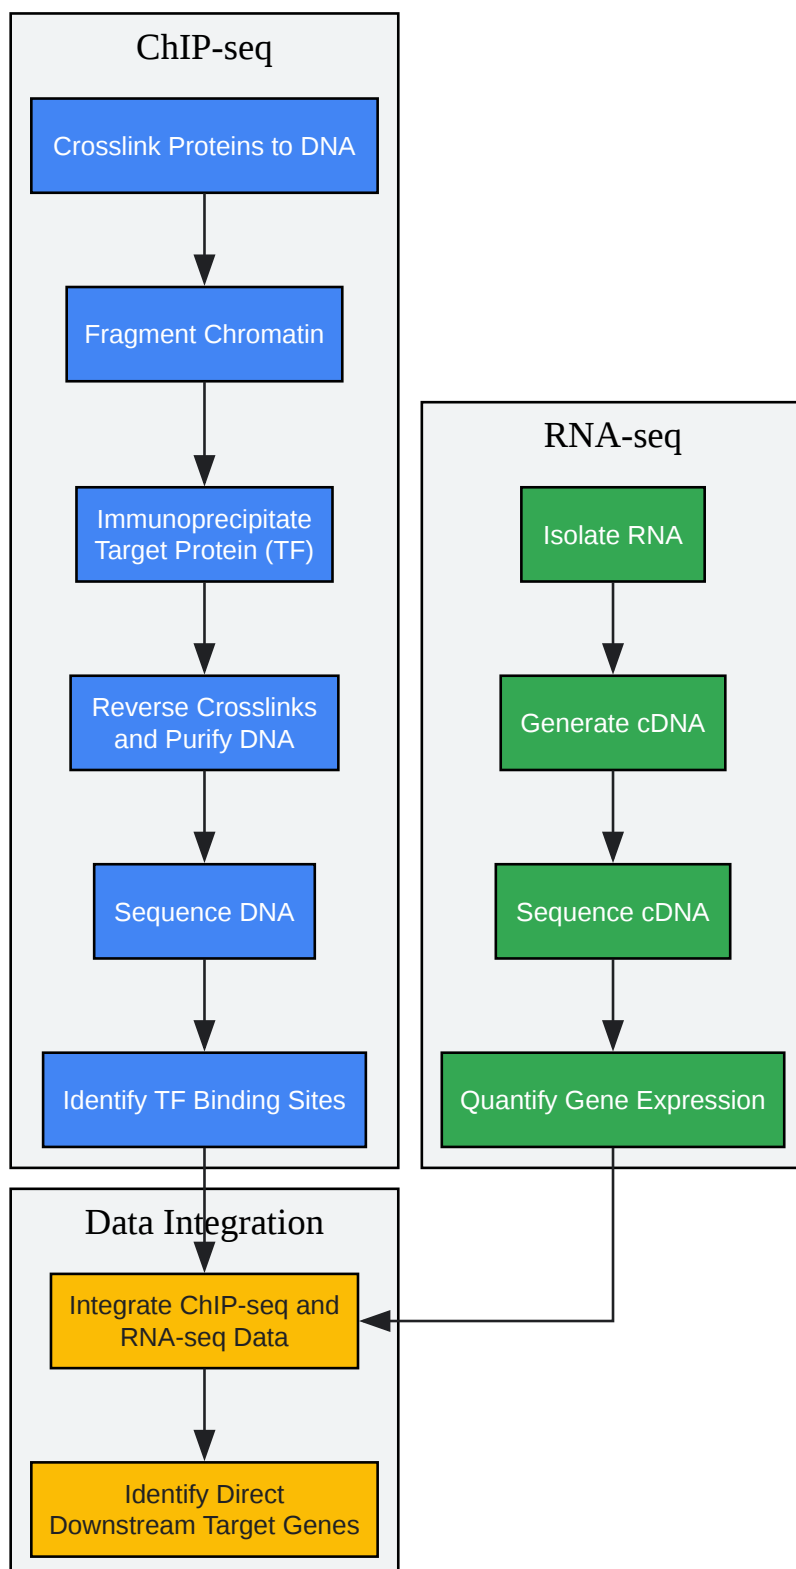 ChIP-seq
Crosslink Proteins to DNA
Fragment Chromatin
Immunoprecipitate
Target Protein (TF)
Reverse Crosslinks
and Purify DNA
Sequence DNA
Identify TF Binding Sites
RNA-seq
Isolate RNA
Generate cDNA
Sequence cDNA
Quantify Gene Expression
Data Integration
Integrate ChIP-seq and
RNA-seq Data
Identify Direct
Downstream Target Genes